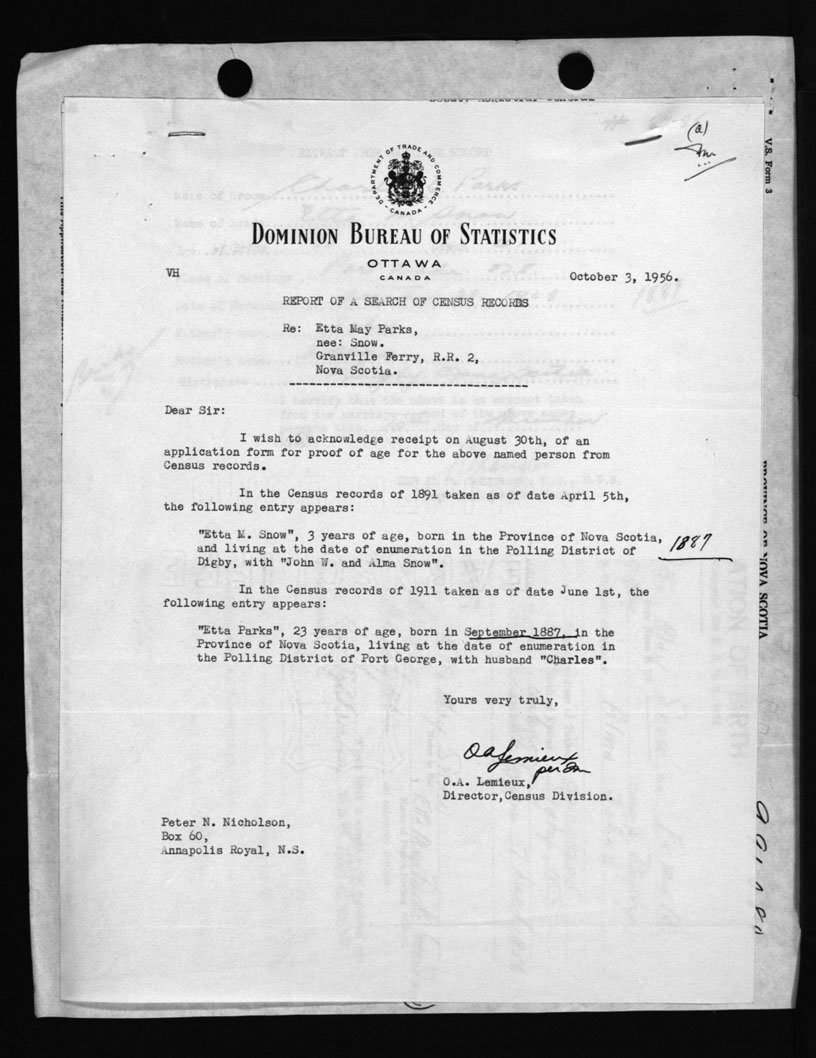 (a)
V.S. Form 3
DEPARTMENT OF TRADE AND COMMERCE
CANADA
DOMINION BUREAU OF STATISTICS
OTTAWA
CANADA
VH
October 3, 1956.
REPORT OF A SEARCH OF CENSUS RECORDS
Re: Etta May Parks,
nee: Snow.
Granville Ferry, R.R. 2,
Nova Scotia.
Dear Sir:
I wish to acknowledge receipt on August 30th, of an
application form for proof of age for the above named person from
Census records.
In the Census records of 1891 taken as of date April 5th,
the following entry appears:
"Etta M. Snow", 3 years of age, born in the Province of Nova Scotia,
and living at the date of enumeration in the Polling District of
Digby, with "John W. and Alma Snow".
1887
In the Census records of 1911 taken as of date June 1st, the
following entry appears:
"Etta Parks", 23 years of age, born in September 1887, in the
Province of Nova Scotia, living at the date of enumeration in
the Polling District of Port George, with husband "Charles".
Yours very truly,
OA Lemieux
per
O.A. Lemieux,
Director,Census Division.
Peter N. Nicholson,
Box 60,
Annapolis Royal, N.S.
PROVINCE OF NOVA SCOTIA